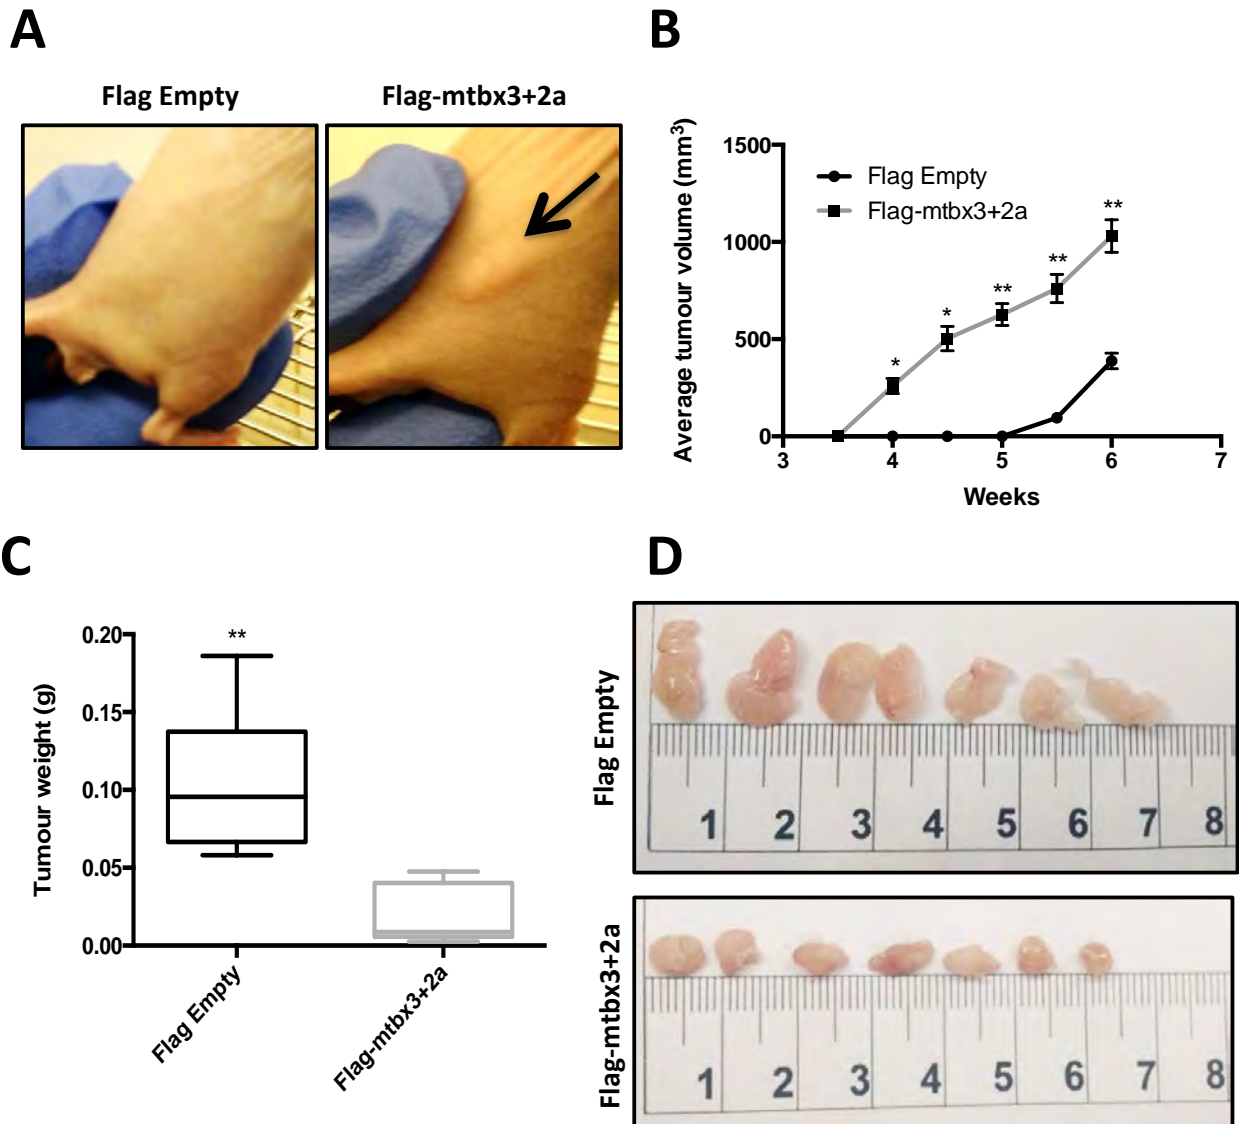 A
Flag Empty
Flag-mtbx3+2a
B
Average tumour volume (mm³)
1500
1000
500
0
Flag Empty
Flag-mtbx3+2a
*
*
**
**
**
3
4
5
6
7
Weeks
C
Tumour weight (g)
0.20
0.15
0.10
0.05
0.00
**
Flag Empty
Flag-mtbx3+2a
D
Flag Empty
1 2 3 4 5 6 7 8
Flag-mtbx3+2a
1 2 3 4 5 6 7 8